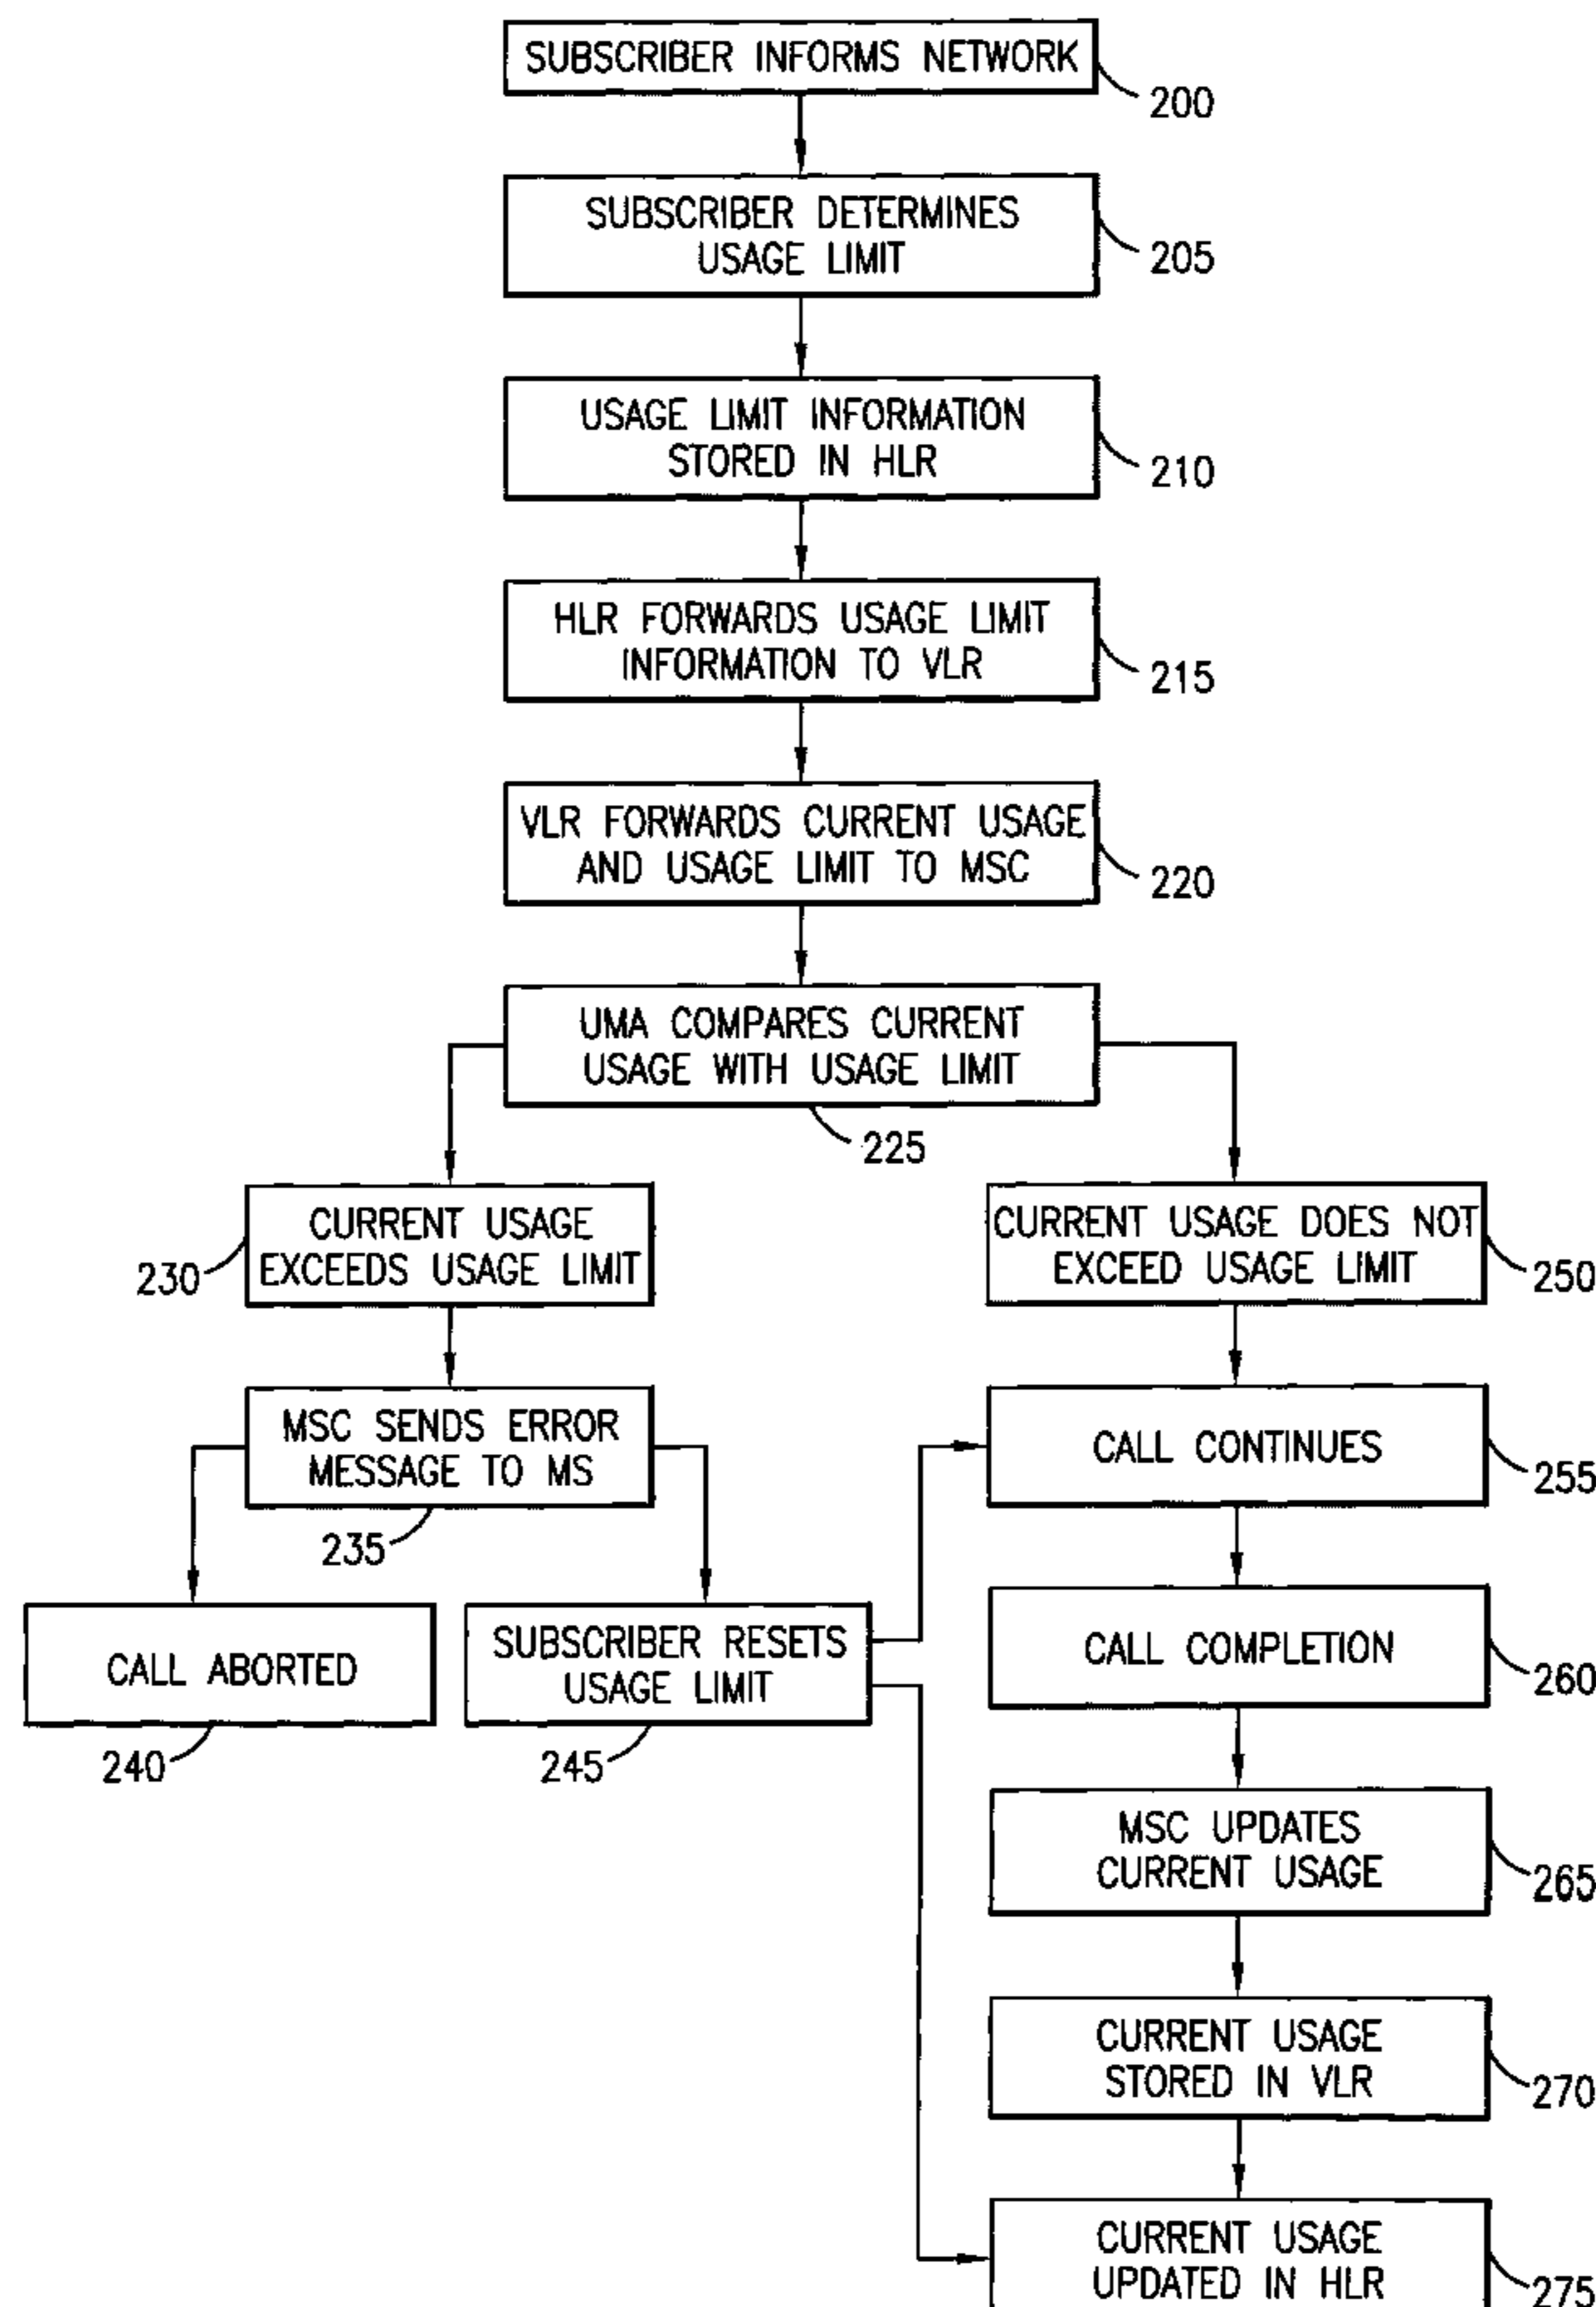 SUBSCRIBER INFORMS NETWORK
200
SUBSCRIBER DETERMINES
USAGE LIMIT
205
USAGE LIMIT INFORMATION
STORED IN HLR
210
HLR FORWARDS USAGE LIMIT
INFORMATION TO VLR
215
VLR FORWARDS CURRENT USAGE
AND USAGE LIMIT TO MSC
220
UMA COMPARES CURRENT
USAGE WITH USAGE LIMIT
225
CURRENT USAGE
EXCEEDS USAGE LIMIT
230
CURRENT USAGE DOES NOT
EXCEED USAGE LIMIT
250
MSC SENDS ERROR
MESSAGE TO MS
235
CALL CONTINUES
255
CALL ABORTED
240
SUBSCRIBER RESETS
USAGE LIMIT
245
CALL COMPLETION
260
MSC UPDATES
CURRENT USAGE
265
CURRENT USAGE
STORED IN VLR
270
CURRENT USAGE
UPDATED IN HLR
275